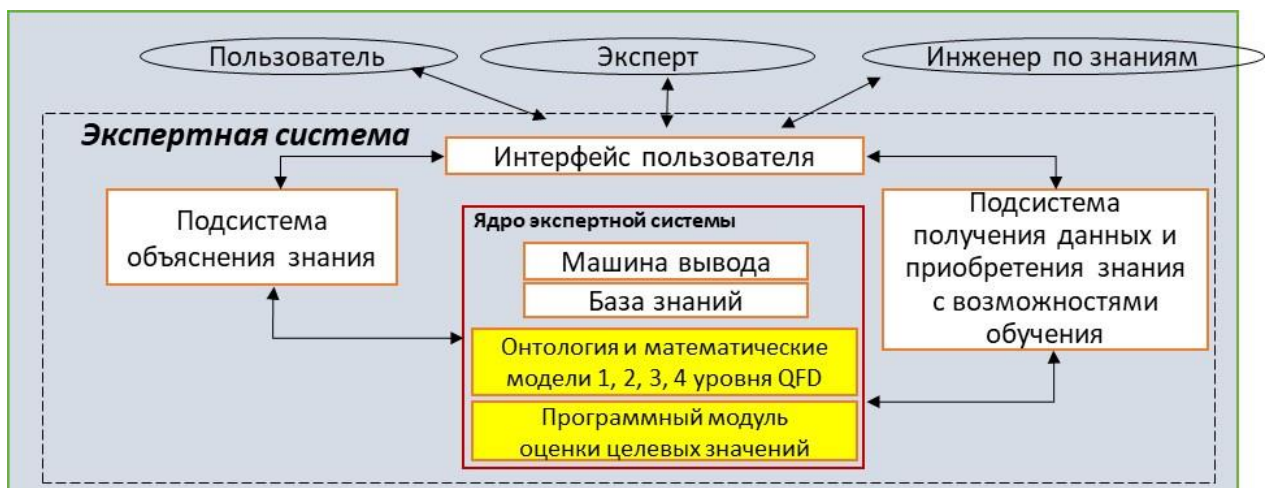 Пользователь
Эксперт
Инженер по знаниям
Экспертная система
Интерфейс пользователя
Подсистема
объяснения знания
Ядро экспертной системы
Машина вывода
База знаний
Онтология и математические
модели 1, 2, 3, 4 уровня QFD
Программный модуль
оценки целевых значений
Подсистема
получения данных и
приобретения знания
с возможностями
обучения